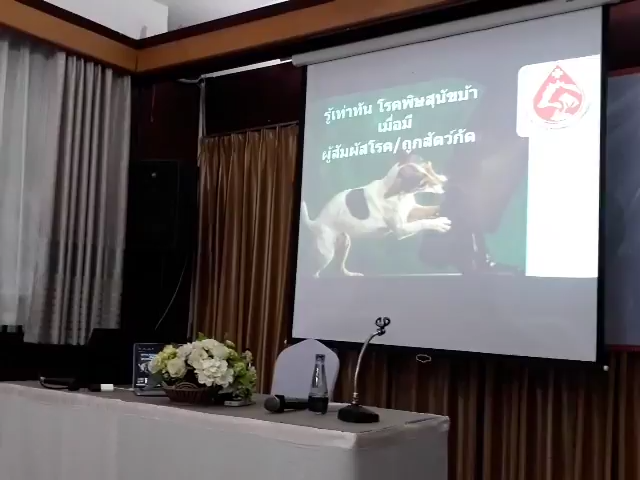 รู้เท่าทัน โรคพิษสุนัขบ้า
เมื่อมี
ผู้สัมผัสโรค/ถูกสัตว์กัด